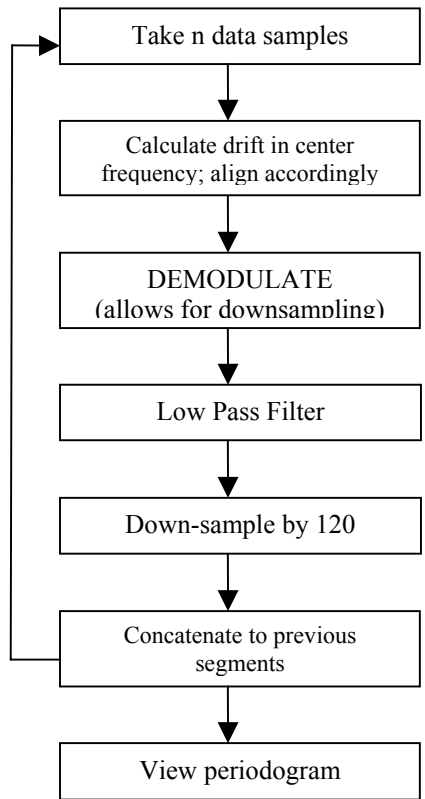 Take n data samples
Calculate drift in center
frequency; align accordingly
DEMODULATE
(allows for downsampling)
Low Pass Filter
Down-sample by 120
Concatenate to previous
segments
View periodogram